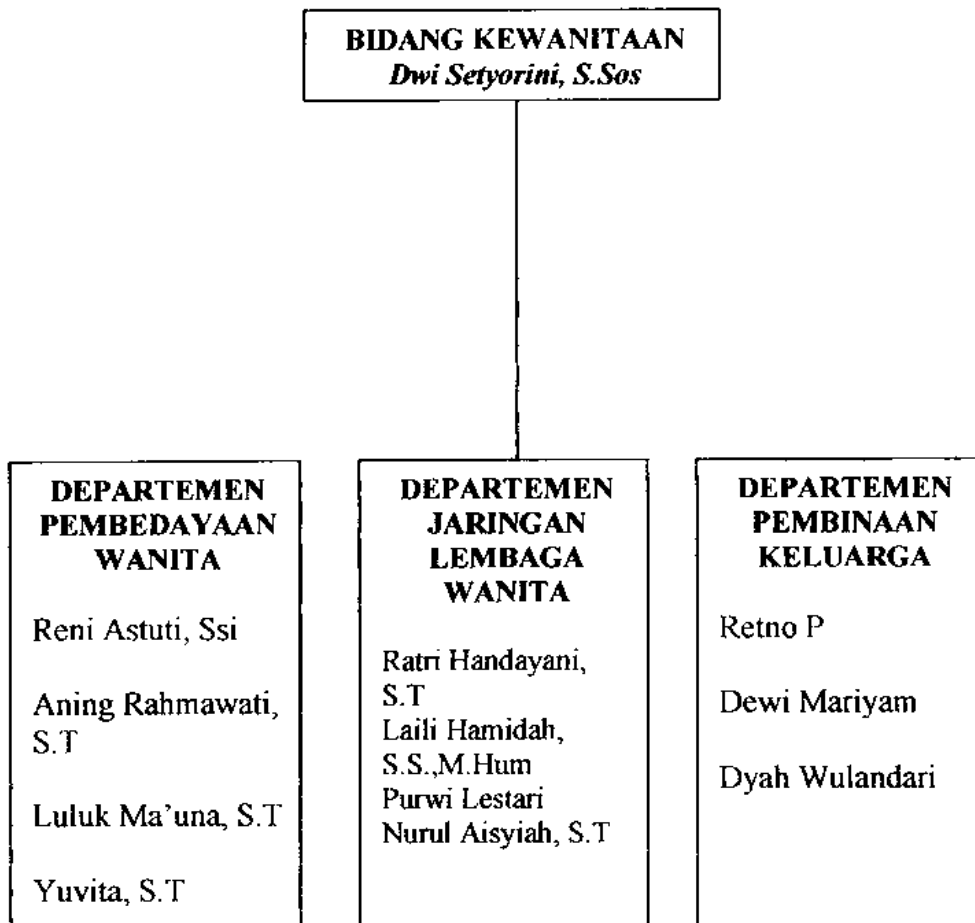 BIDANG KEWANITAAN
Dwi Setyorini, S.Sos
DEPARTEMEN
PEMBEDAYAAN
WANITA
Reni Astuti, Ssi
Aning Rahmawati,
S.T
Luluk Ma'una, S.T
Yuvita, S.T
DEPARTEMEN
JARINGAN
LEMBAGA
WANITA
Ratri Handayani,
S.T
Laili Hamidah,
S.S.,M.Hum
Purwi Lestari
Nurul Aisyiah, S.T
DEPARTEMEN
PEMBINAAN
KELUARGA
Retno P
Dewi Mariyam
Dyah Wulandari